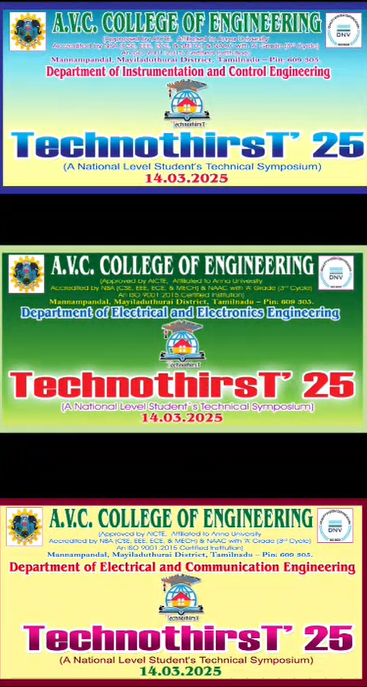 A.V.C. COLLEGE OF ENGINEERING
(Approved by AICTE, Affiliated to Anna University
Accredited by NBA (CSE, EEE, ECE, & MECH) & NAAC with 'A' Grade (3rd Cycle)
An ISO 9001:2015 Certified Institution)
Mannampandal, Mayiladuthurai District, Tamilnadu – Pin: 609 305.
Department of Instrumentation and Control Engineering
DNV
TechnothirsT
TechnothirsT' 25
(A National Level Student's Technical Symposium)
14.03.2025
A.V.C. COLLEGE OF ENGINEERING
(Approved by AICTE, Affiliated to Anna University
Accredited by NBA (CSE, EEE, ECE, & MECH) & NAAC with 'A' Grade (3rd Cycle)
An ISO 9001:2015 Certified Institution)
Mannampandal, Mayiladuthurai District, Tamilnadu – Pin: 609 305.
Department of Electrical and Electronics Engineering
DNV
TechnothirsT
TechnothirsT' 25
(A National Level Student's Technical Symposium)
14.03.2025
A.V.C. COLLEGE OF ENGINEERING
(Approved by AICTE, Affiliated to Anna University
Accredited by NBA (CSE, EEE, ECE, & MECH) & NAAC with 'A' Grade (3rd Cycle)
An ISO 9001:2015 Certified Institution)
Mannampandal, Mayiladuthurai District, Tamilnadu – Pin: 609 305.
Department of Electrical and Communication Engineering
DNV
TechnothirsT
TechnothirsT' 25
(A National Level Student's Technical Symposium)
14.03.2025